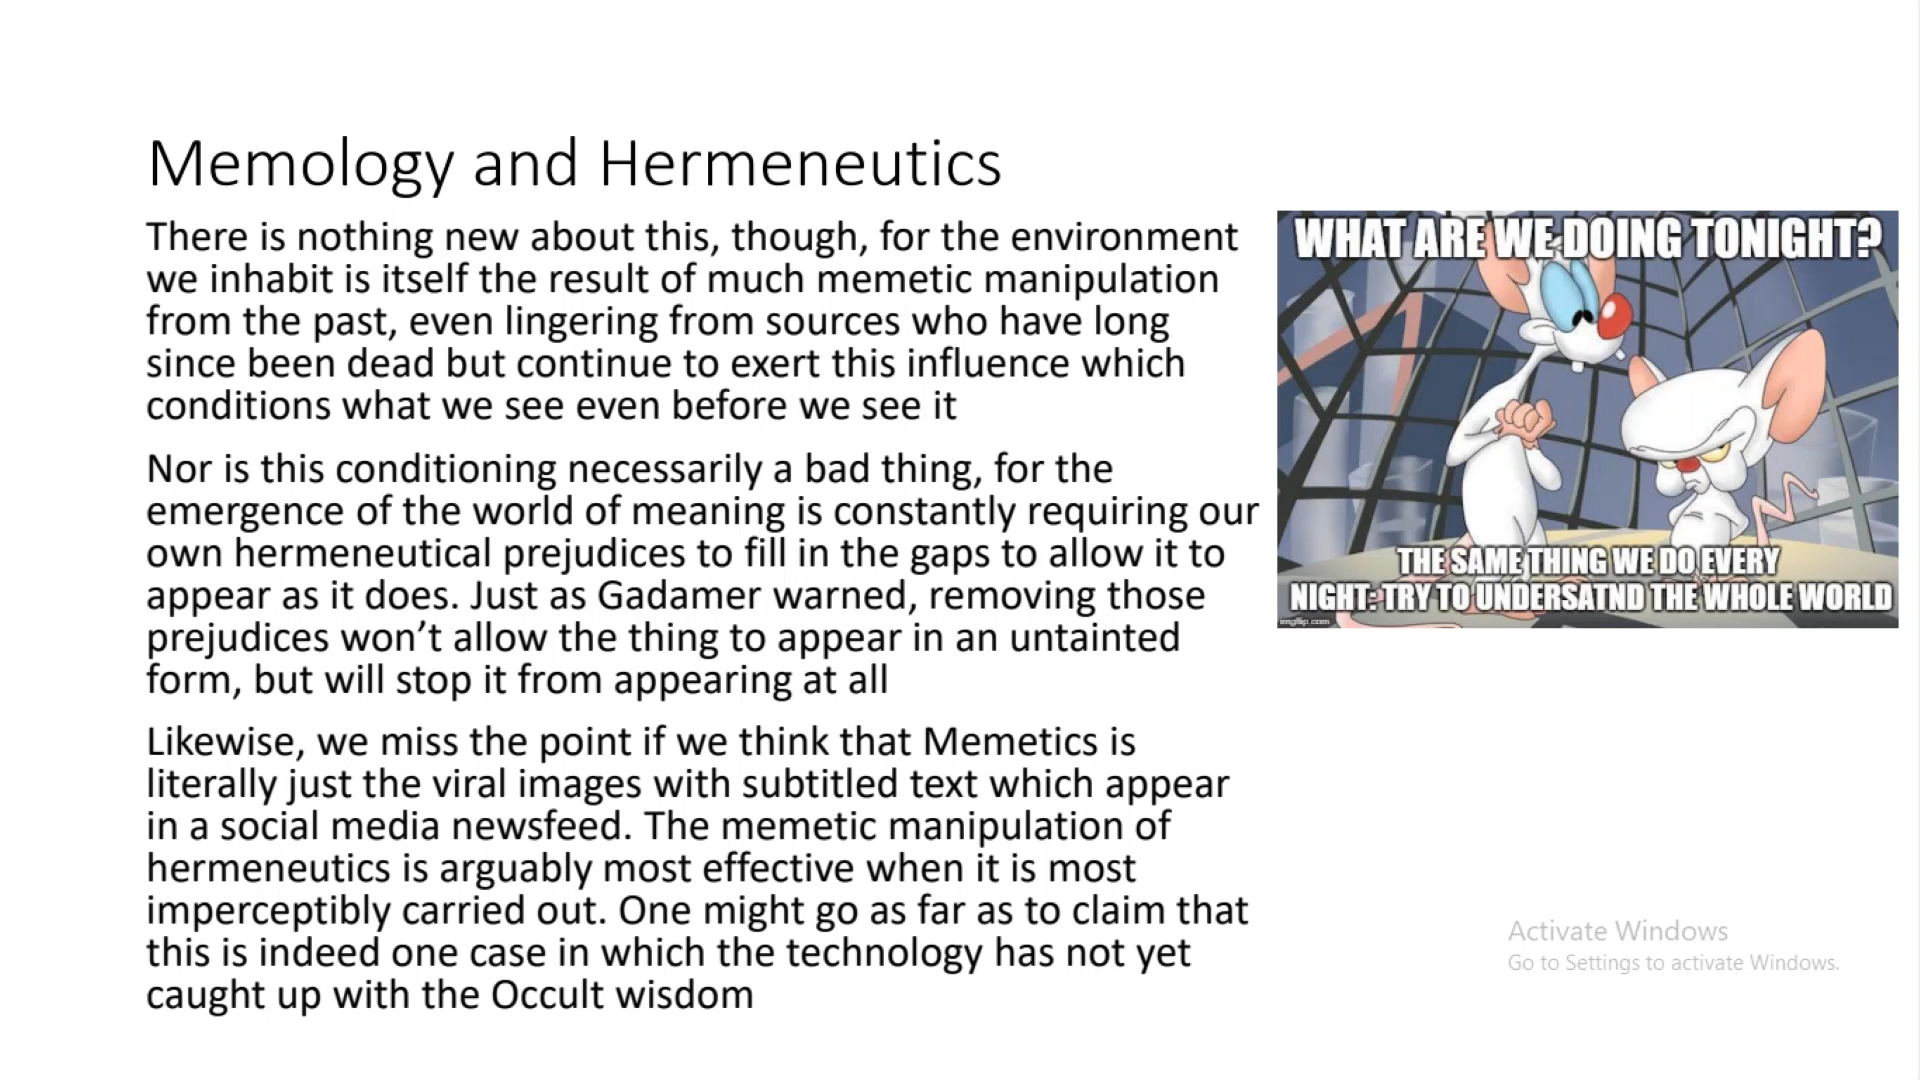 Memology and Hermeneutics
There is nothing new about this, though, for the environment
we inhabit is itself the result of much memetic manipulation
from the past, even lingering from sources who have long
since been dead but continue to exert this influence which
conditions what we see even before we see it
Nor is this conditioning necessarily a bad thing, for the
emergence of the world of meaning is constantly requiring our
own hermeneutical prejudices to fill in the gaps to allow it to
appear as it does. Just as Gadamer warned, removing those
prejudices won’t allow the thing to appear in an untainted
form, but will stop it from appearing at all
Likewise, we miss the point if we think that Memetics is
literally just the viral images with subtitled text which appear
in a social media newsfeed. The memetic manipulation of
hermeneutics is arguably most effective when it is most
imperceptibly carried out. One might go as far as to claim that
this is indeed one case in which the technology has not yet
caught up with the Occult wisdom
WHAT ARE WE DOING TONIGHT?
THE SAME THING WE DO EVERY
NIGHT: TRY TO UNDERSATND THE WHOLE WORLD
imgflip.com
Activate Windows
Go to Settings to activate Windows.